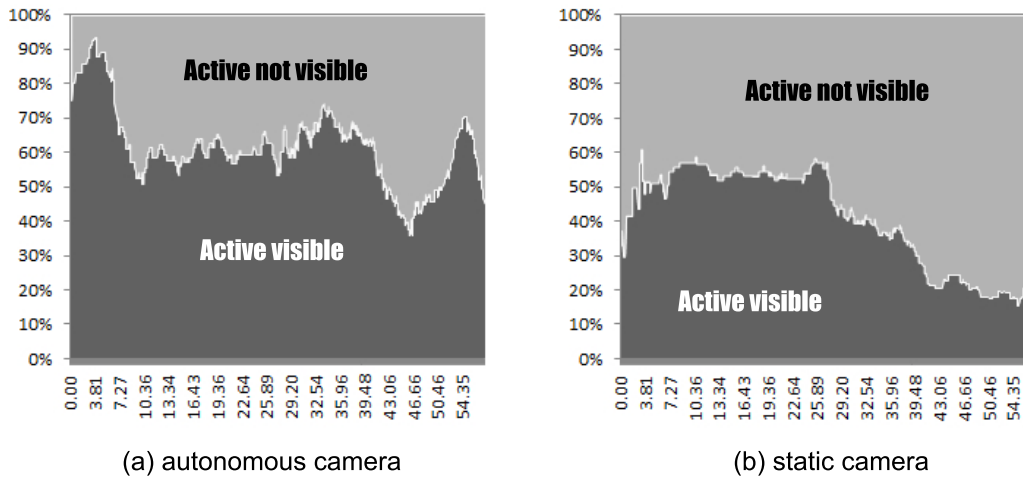 100%
90%
80%
70%
60%
50%
40%
30%
20%
10%
0%
Active not visible
Active visible
0.00 3.81 7.27 10.36 13.34 16.43 19.36 22.64 25.89 29.20 32.54 35.96 39.48 43.06 46.66 50.46 54.35
(a) autonomous camera
100%
90%
80%
70%
60%
50%
40%
30%
20%
10%
0%
Active not visible
Active visible
0.00 3.81 7.27 10.36 13.34 16.43 19.36 22.64 25.89 29.20 32.54 35.96 39.48 43.06 46.66 50.46 54.35
(b) static camera